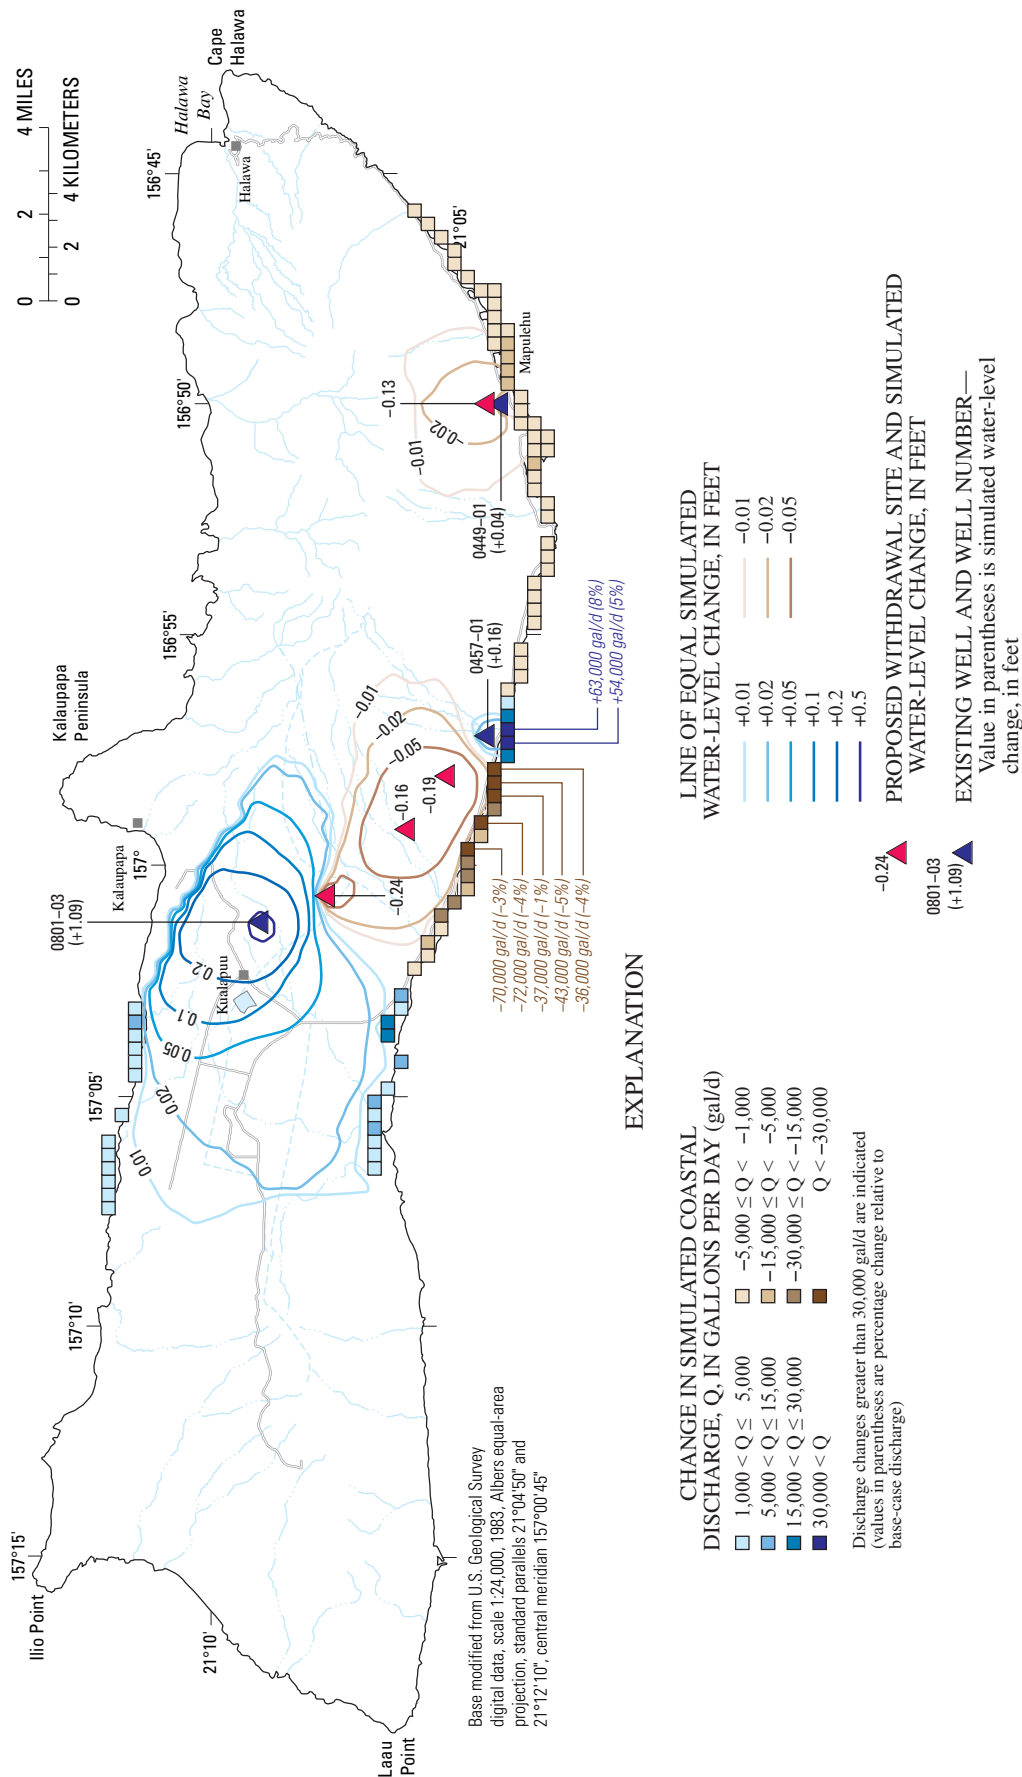 Ilio Point
157°15'
157°10'
157°05'
157°
156°55'
156°50'
156°45'
21°10'
21°05'
Laau
Point
Kalaupapa
Peninsula
Kalaupapa
Kualapuu
Halawa
Bay
Cape
Halawa
Halawa
Mapulehu
0 2 4 MILES
0 2 4 KILOMETERS
0801–03
(+1.09)
0457–01
(+0.16)
0449–01
(+0.04)
−0.24
−0.16
−0.19
−0.13
0.01
0.02
0.05
0.1
0.2
−0.01
−0.02
−0.05
−0.01
−0.02
−70,000 gal/d (−3%)
−72,000 gal/d (−4%)
−37,000 gal/d (−1%)
−43,000 gal/d (−5%)
−36,000 gal/d (−4%)
+63,000 gal/d (8%)
+54,000 gal/d (5%)
Base modified from U.S. Geological Survey
digital data, scale 1:24,000, 1983, Albers equal-area
projection, standard parallels 21°04'50" and
21°12'10", central meridian 157°00'45"
EXPLANATION
CHANGE IN SIMULATED COASTAL
DISCHARGE, Q, IN GALLONS PER DAY (gal/d)
1,000 < Q ≤ 5,000
5,000 < Q ≤ 15,000
15,000 < Q ≤ 30,000
30,000 < Q
−5,000 ≤ Q < −1,000
−15,000 ≤ Q < −5,000
−30,000 ≤ Q < −15,000
Q < −30,000
Discharge changes greater than 30,000 gal/d are indicated
(values in parentheses are percentage change relative to
base-case discharge)
LINE OF EQUAL SIMULATED
WATER-LEVEL CHANGE, IN FEET
+0.01
+0.02
+0.05
+0.1
+0.2
+0.5
−0.01
−0.02
−0.05
−0.24
PROPOSED WITHDRAWAL SITE AND SIMULATED
WATER-LEVEL CHANGE, IN FEET
0801–03
(+1.09)
EXISTING WELL AND WELL NUMBER—
Value in parentheses is simulated water-level
change, in feet